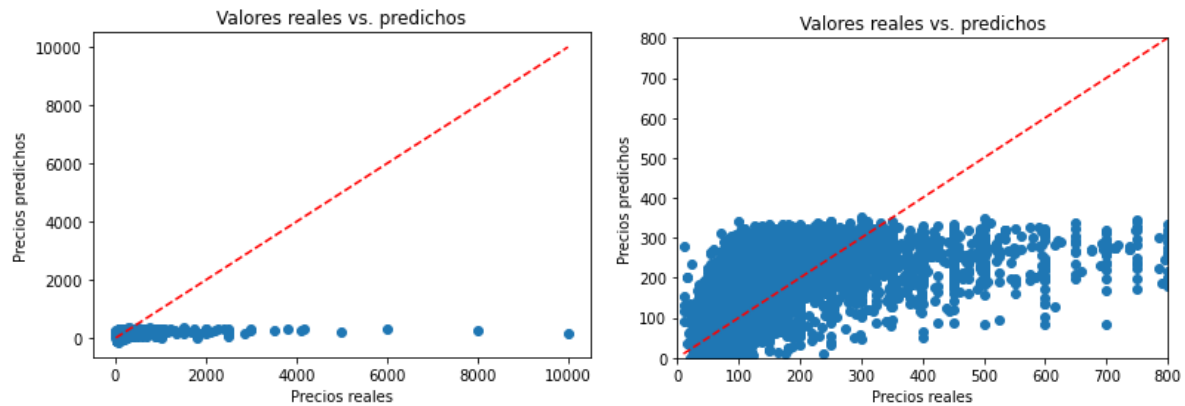 Valores reales vs. predichos
10000
8000
6000
4000
2000
0
Precios predichos
0 2000 4000 6000 8000 10000
Precios reales
Valores reales vs. predichos
800
700
600
500
400
300
200
100
0
Precios predichos
0 100 200 300 400 500 600 700 800
Precios reales